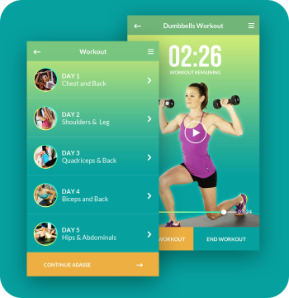 Workout
DAY 1
Chest and Back
DAY 2
Shoulders & Leg
DAY 3
Quadriceps & Back
DAY 4
Biceps and Back
DAY 5
Hips & Abdominals
CONTINUE
Dumbbells Workout
02:26
WORKOUT REMAINING
WORKOUT
END WORKOUT